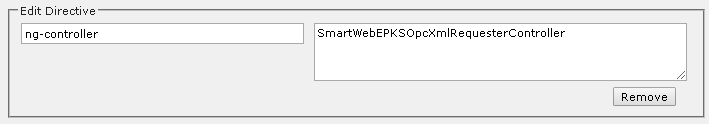 Edit Directive
ng-controller
SmartWebEPKSOpcXmlRequesterController
Remove